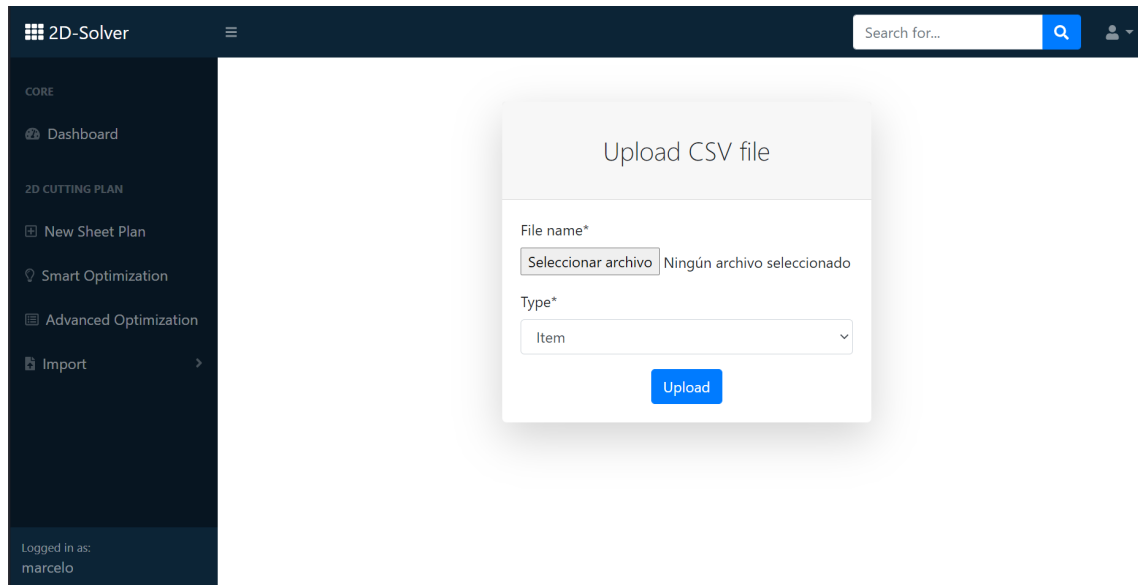 2D-Solver
Search for...
CORE
Dashboard
2D CUTTING PLAN
New Sheet Plan
Smart Optimization
Advanced Optimization
Import
Logged in as:
marcelo
Upload CSV file
File name*
Seleccionar archivo Ningún archivo seleccionado
Type*
Item
Upload